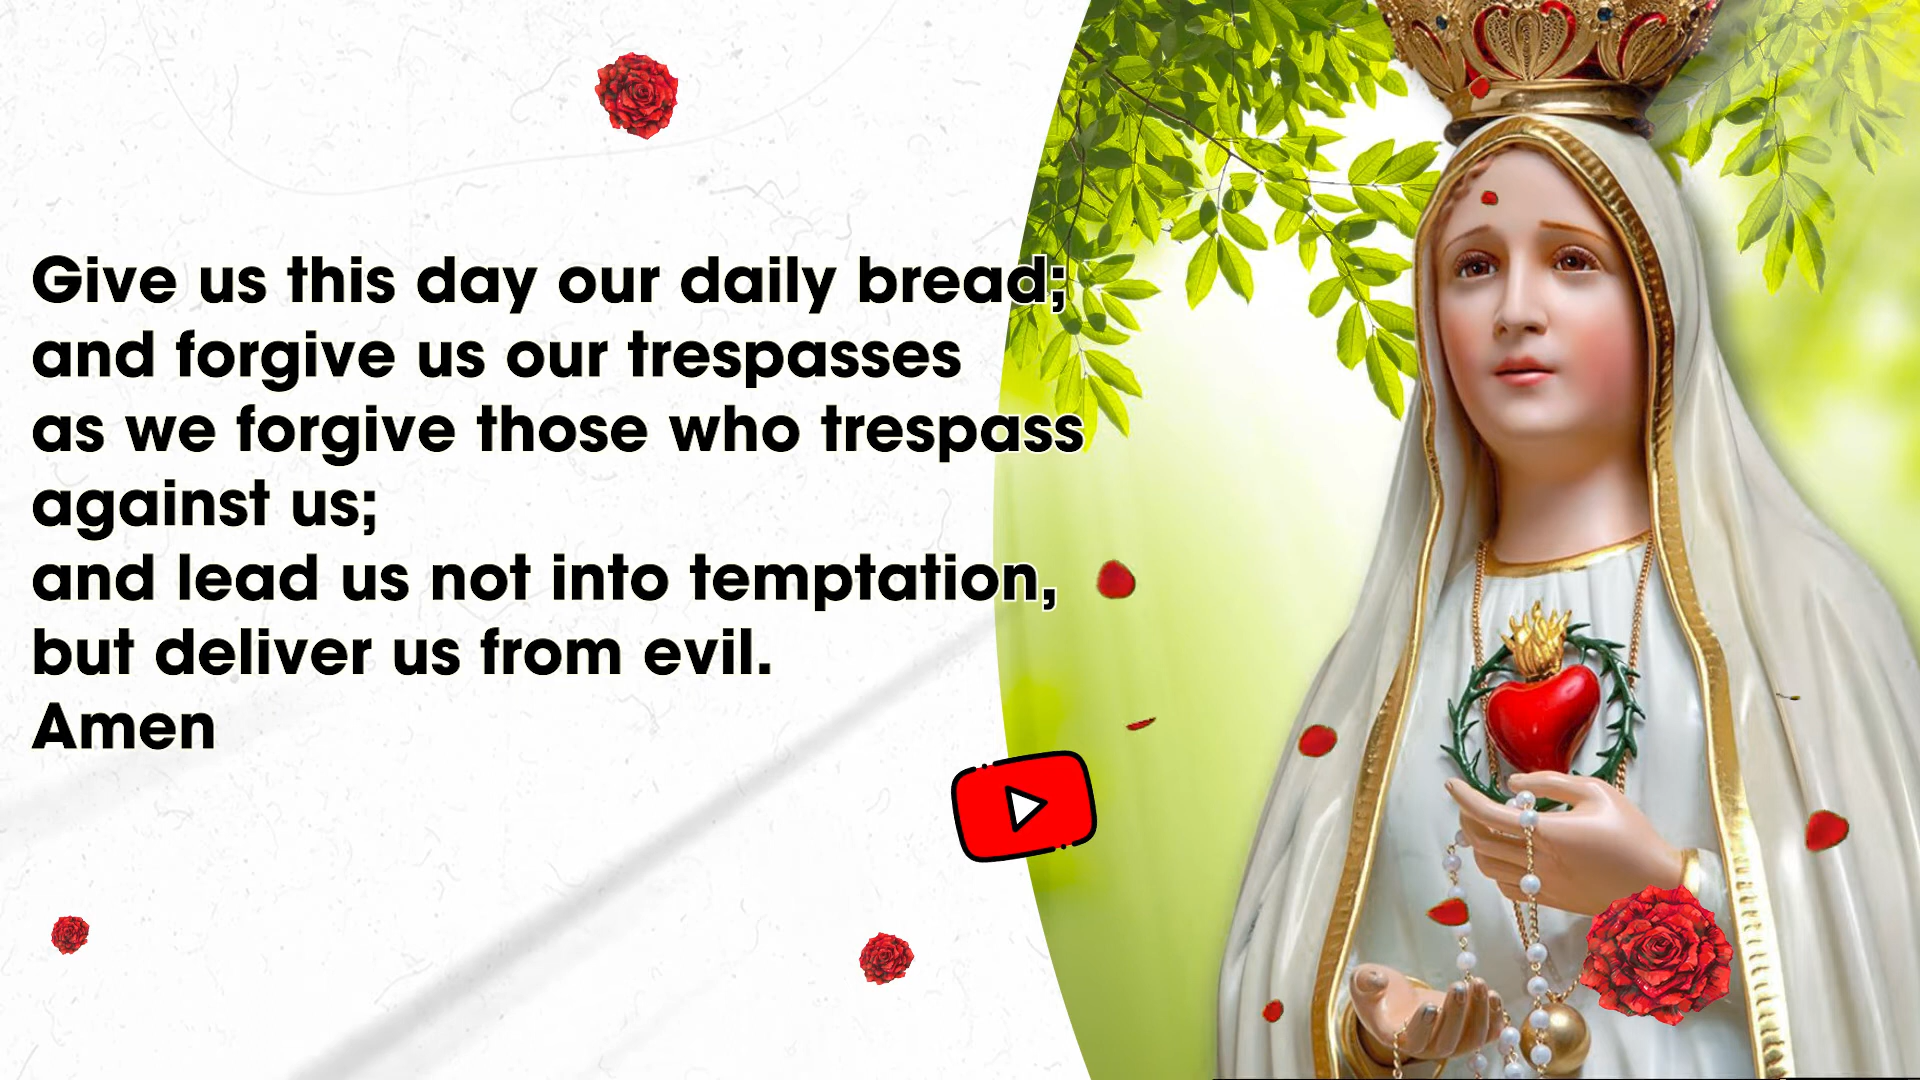 Give us this day our daily bread;
and forgive us our trespasses
as we forgive those who trespass
against us;
and lead us not into temptation,
but deliver us from evil.
Amen